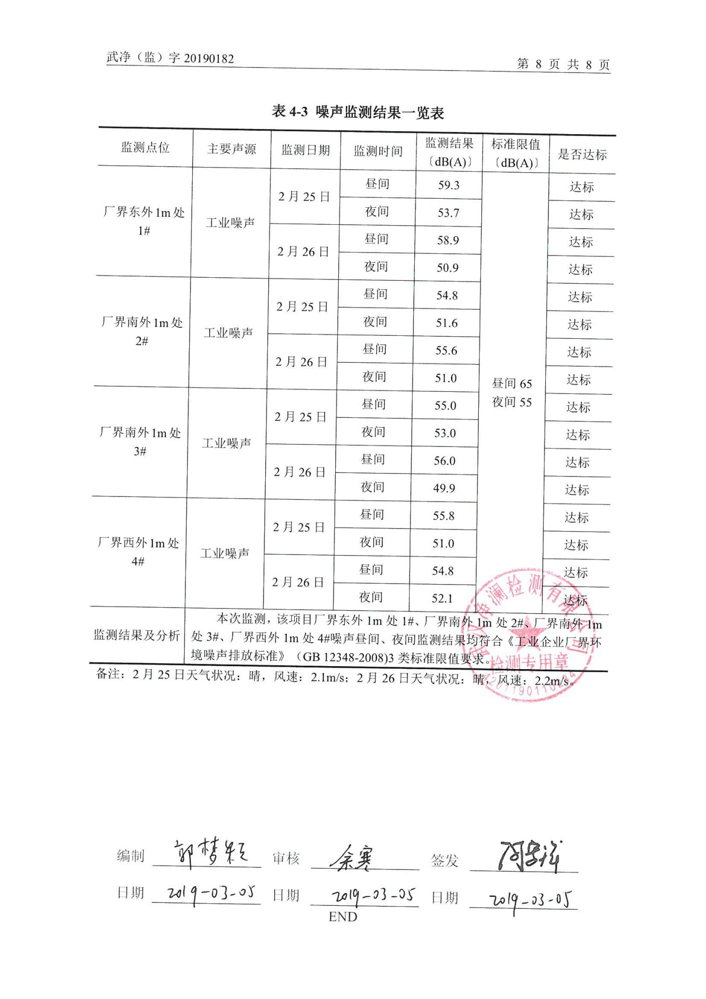 武净（监）字 20190182
第 8 页 共 8 页
表 4-3 噪声监测结果一览表
监测点位 主要声源 监测日期 监测时间 监测结果〔dB(A)〕 标准限值〔dB(A)〕 是否达标
厂界东外 1m 处 1# 工业噪声 2 月 25 日 昼间 59.3 昼间 65 夜间 55 达标
夜间 53.7 达标
2 月 26 日 昼间 58.9 达标
夜间 50.9 达标
厂界南外 1m 处 2# 工业噪声 2 月 25 日 昼间 54.8 达标
夜间 51.6 达标
2 月 26 日 昼间 55.6 达标
夜间 51.0 达标
厂界南外 1m 处 3# 工业噪声 2 月 25 日 昼间 55.0 达标
夜间 53.0 达标
2 月 26 日 昼间 56.0 达标
夜间 49.9 达标
厂界西外 1m 处 4# 工业噪声 2 月 25 日 昼间 55.8 达标
夜间 51.0 达标
2 月 26 日 昼间 54.8 达标
夜间 52.1 达标
监测结果及分析
本次监测，该项目厂界东外 1m 处 1#、厂界南外 1m 处 2#、厂界南外 1m
处 3#、厂界西外 1m 处 4#噪声昼间、夜间监测结果均符合《工业企业厂界环
境噪声排放标准》（GB 12348-2008)3 类标准限值要求。
备注：2 月 25 日天气状况：晴，风速：2.1m/s；2 月 26 日天气状况：晴，风速：2.2m/s。
武汉净澜检测有限公司
检测专用章
编制 郭梦颖 审核 余寒 签发
日期 2019-03-05 日期 2019-03-05 日期 2019-03-05
END